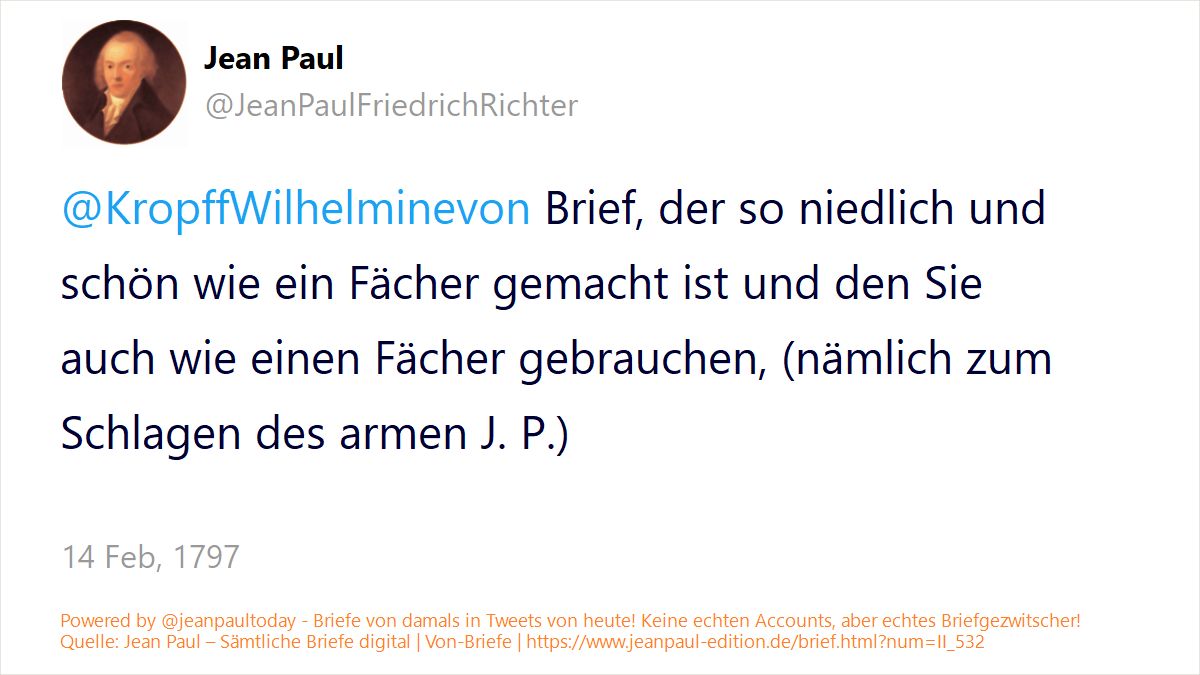 Jean Paul
@JeanPaulFriedrichRichter
@KropffWilhelminevon Brief, der so niedlich und
schön wie ein Fächer gemacht ist und den Sie
auch wie einen Fächer gebrauchen, (nämlich zum
Schlagen des armen J. P.)
14 Feb, 1797
Powered by @jeanpaultoday - Briefe von damals in Tweets von heute! Keine echten Accounts, aber echtes Briefgezwitscher!
Quelle: Jean Paul – Sämtliche Briefe digital | Von-Briefe | https://www.jeanpaul-edition.de/brief.html?num=II_532